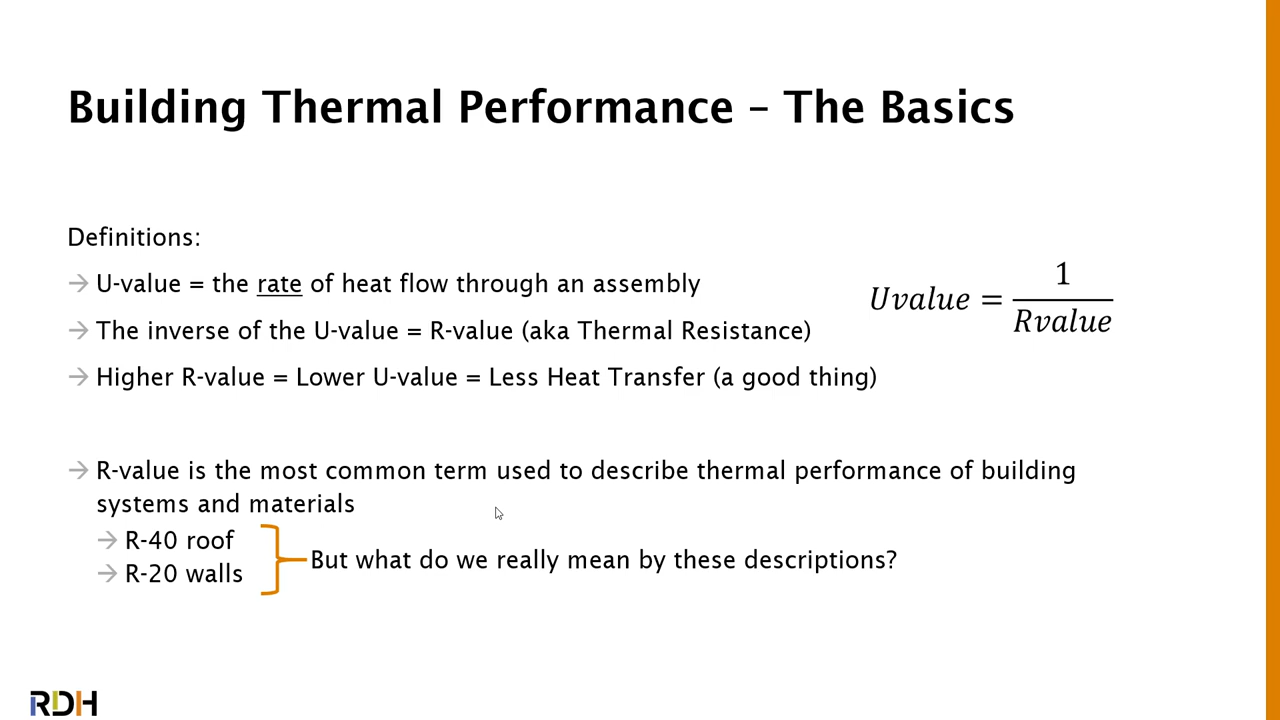 Building Thermal Performance – The Basics
Definitions:
→ U-value = the rate of heat flow through an assembly
→ The inverse of the U-value = R-value (aka Thermal Resistance)
→ Higher R-value = Lower U-value = Less Heat Transfer (a good thing)
Uvalue = 1 / Rvalue
→ R-value is the most common term used to describe thermal performance of building
systems and materials
→ R-40 roof
→ R-20 walls
But what do we really mean by these descriptions?
RDH